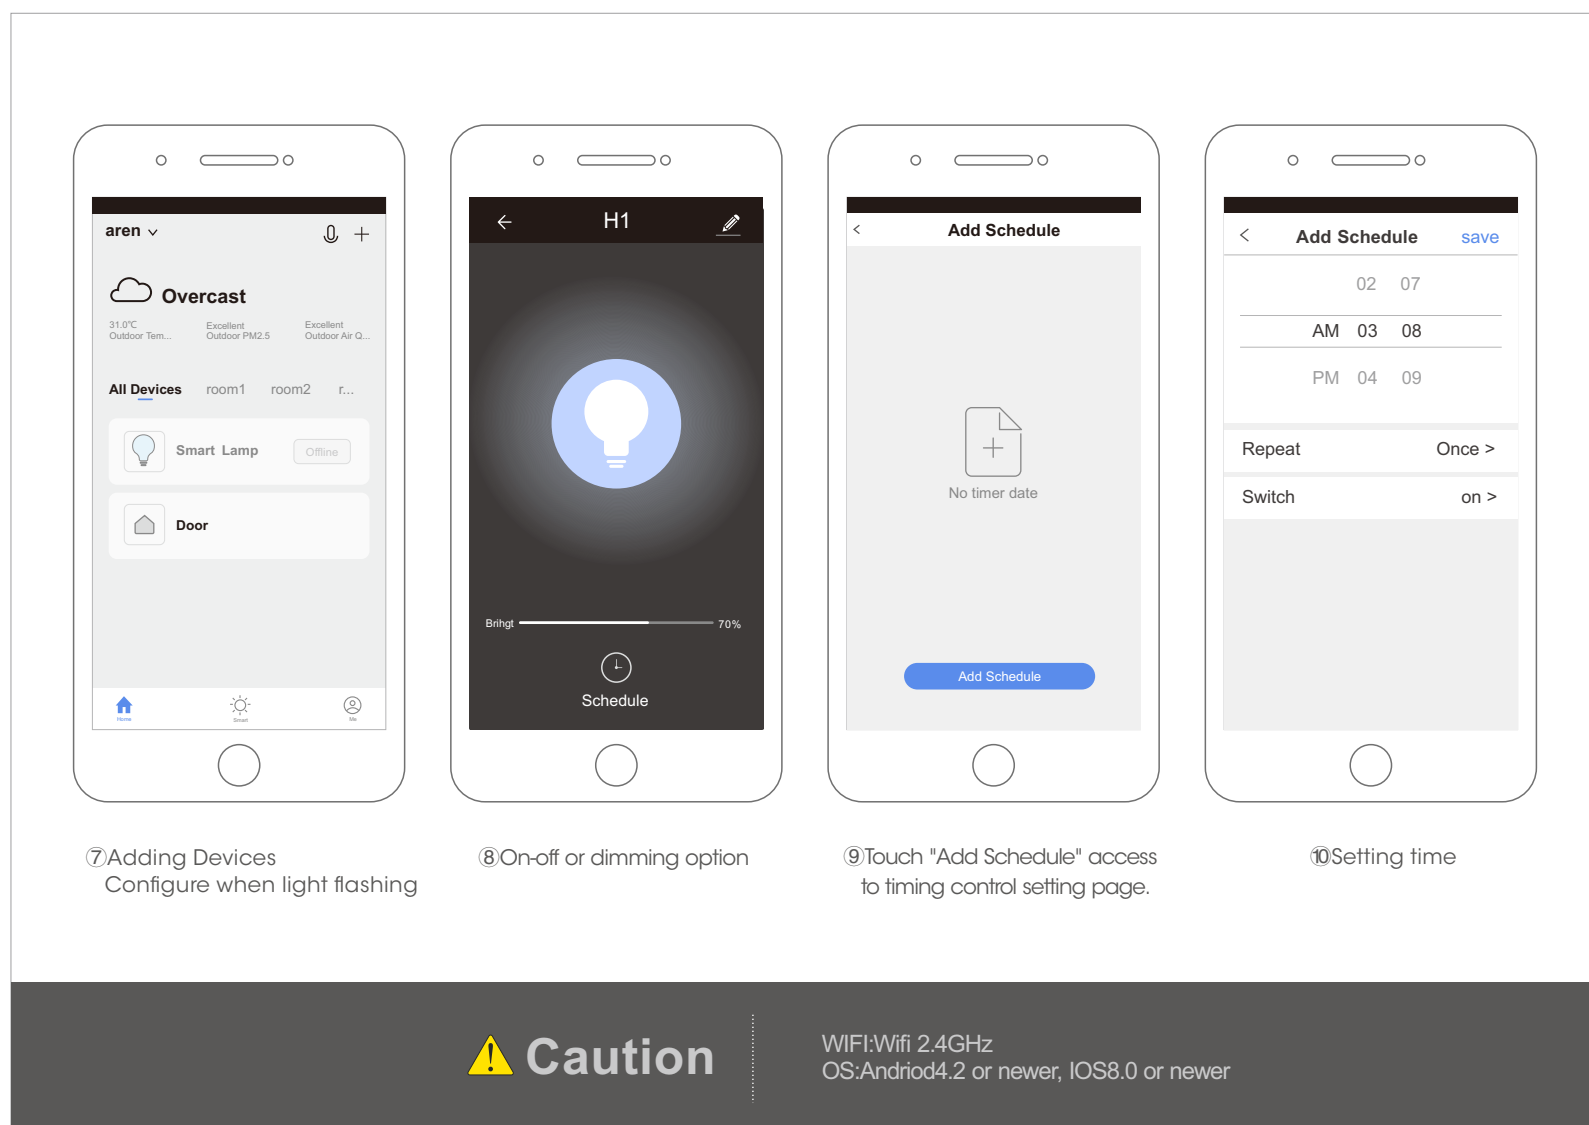 aren
Overcast
31.0℃ Excellent Excellent
Outdoor Tem... Outdoor PM2.5 Outdoor Air Q...
All Devices room1 room2 r...
Smart Lamp Offline
Door
Home Smart Me
⑦Adding Devices
Configure when light flashing
H1
Brihgt 70%
Schedule
⑧On-off or dimming option
< Add Schedule
No timer date
Add Schedule
⑨Touch "Add Schedule" access
to timing control setting page.
< Add Schedule save
02 07
AM 03 08
PM 04 09
Repeat Once >
Switch on >
⑩Setting time
Caution
WIFI:Wifi 2.4GHz
OS:Andriod4.2 or newer, IOS8.0 or newer